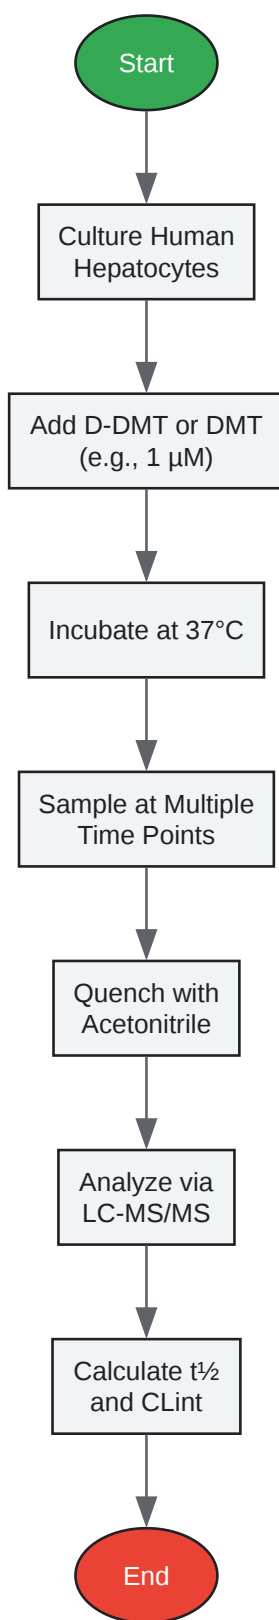 Start
Culture Human
Hepatocytes
Add D-DMT or DMT
(e.g., 1 µM)
Incubate at 37°C
Sample at Multiple
Time Points
Quench with
Acetonitrile
Analyze via
LC-MS/MS
Calculate t½
and CLint
End